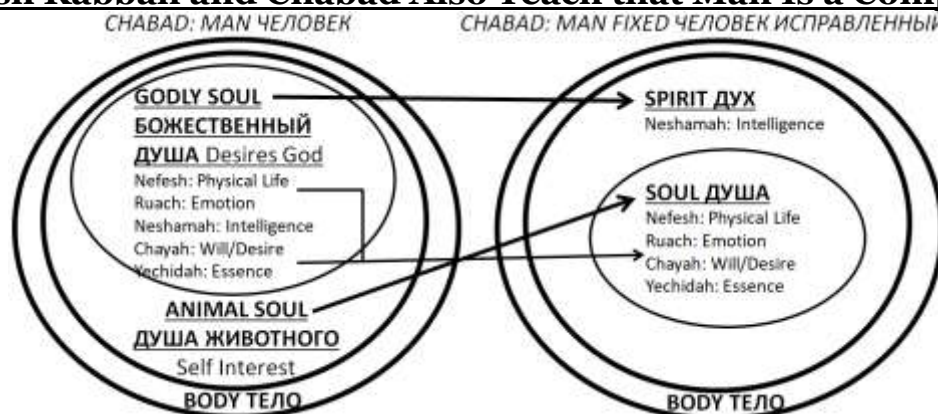 Rabbah and Chabad Also Teach that Man Is a
CHABAD: MAN ЧЕЛОВЕК
GODLY SOUL
БОЖЕСТВЕННЫЙ
ДУША Desires God
Nefesh: Physical Life
Ruach: Emotion
Neshamah: Intelligence
Chayah: Will/Desire
Yechidah: Essence
ANIMAL SOUL
ДУША ЖИВОТНОГО
Self Interest
BODY ТЕЛО
CHABAD: MAN FIXED ЧЕЛОВЕК ИСПРАВЛЕННЫЙ
SPIRIT ДУХ
Neshamah: Intelligence
SOUL ДУША
Nefesh: Physical Life
Ruach: Emotion
Chayah: Will/Desire
Yechidah: Essence
BODY ТЕЛО